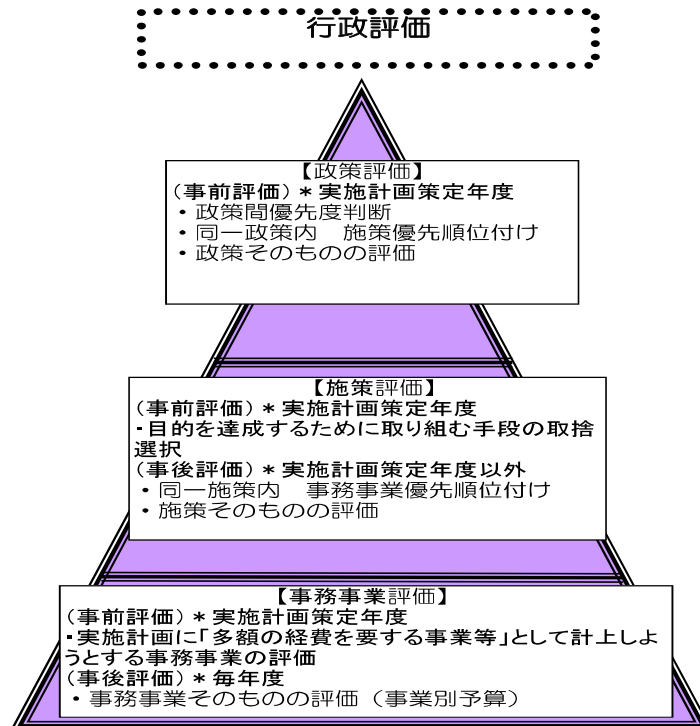 行政評価
【政策評価】
（事前評価）＊実施計画策定年度
・政策間優先度判断
・同一政策内　施策優先順位付け
・政策そのものの評価
【施策評価】
（事前評価）＊実施計画策定年度
・目的を達成するために取り組む手段の取捨
選択
（事後評価）＊実施計画策定年度以外
・同一施策内　事務事業優先順位付け
・施策そのものの評価
【事務事業評価】
（事前評価）＊実施計画策定年度
・実施計画に「多額の経費を要する事業等」として計上しよ
うとする事務事業の評価
（事後評価）＊毎年度
・事務事業そのものの評価（事業別予算）